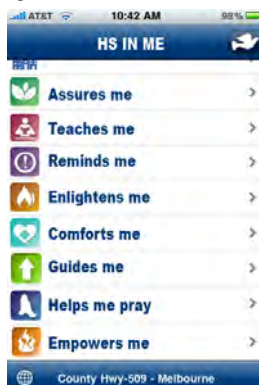 AT&T 10:42 AM 98%
HS IN ME
Assures me
Teaches me
Reminds me
Enlightens me
Comforts me
Guides me
Helps me pray
Empowers me
County Hwy-509 - Melbourne